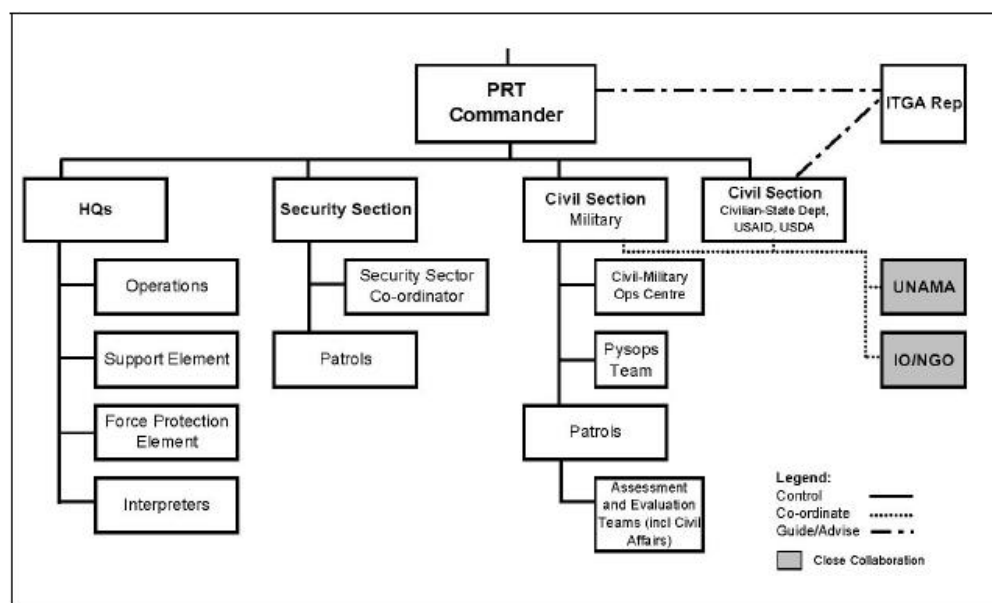 PRT
Commander
ITGA Rep
HQs
Security Section
Civil Section
Military
Civil Section
Civilian-State Dept,
USAID, USDA
Operations
Security Sector
Co-ordinator
Civil-Military
Ops Centre
UNAMA
Support Element
Patrols
Pysops
Team
IO/NGO
Force Protection
Element
Patrols
Interpreters
Assessment
and Evaluation
Teams (incl Civil
Affairs)
Legend:
Control
Co-ordinate
Guide/Advise
Close Collaboration